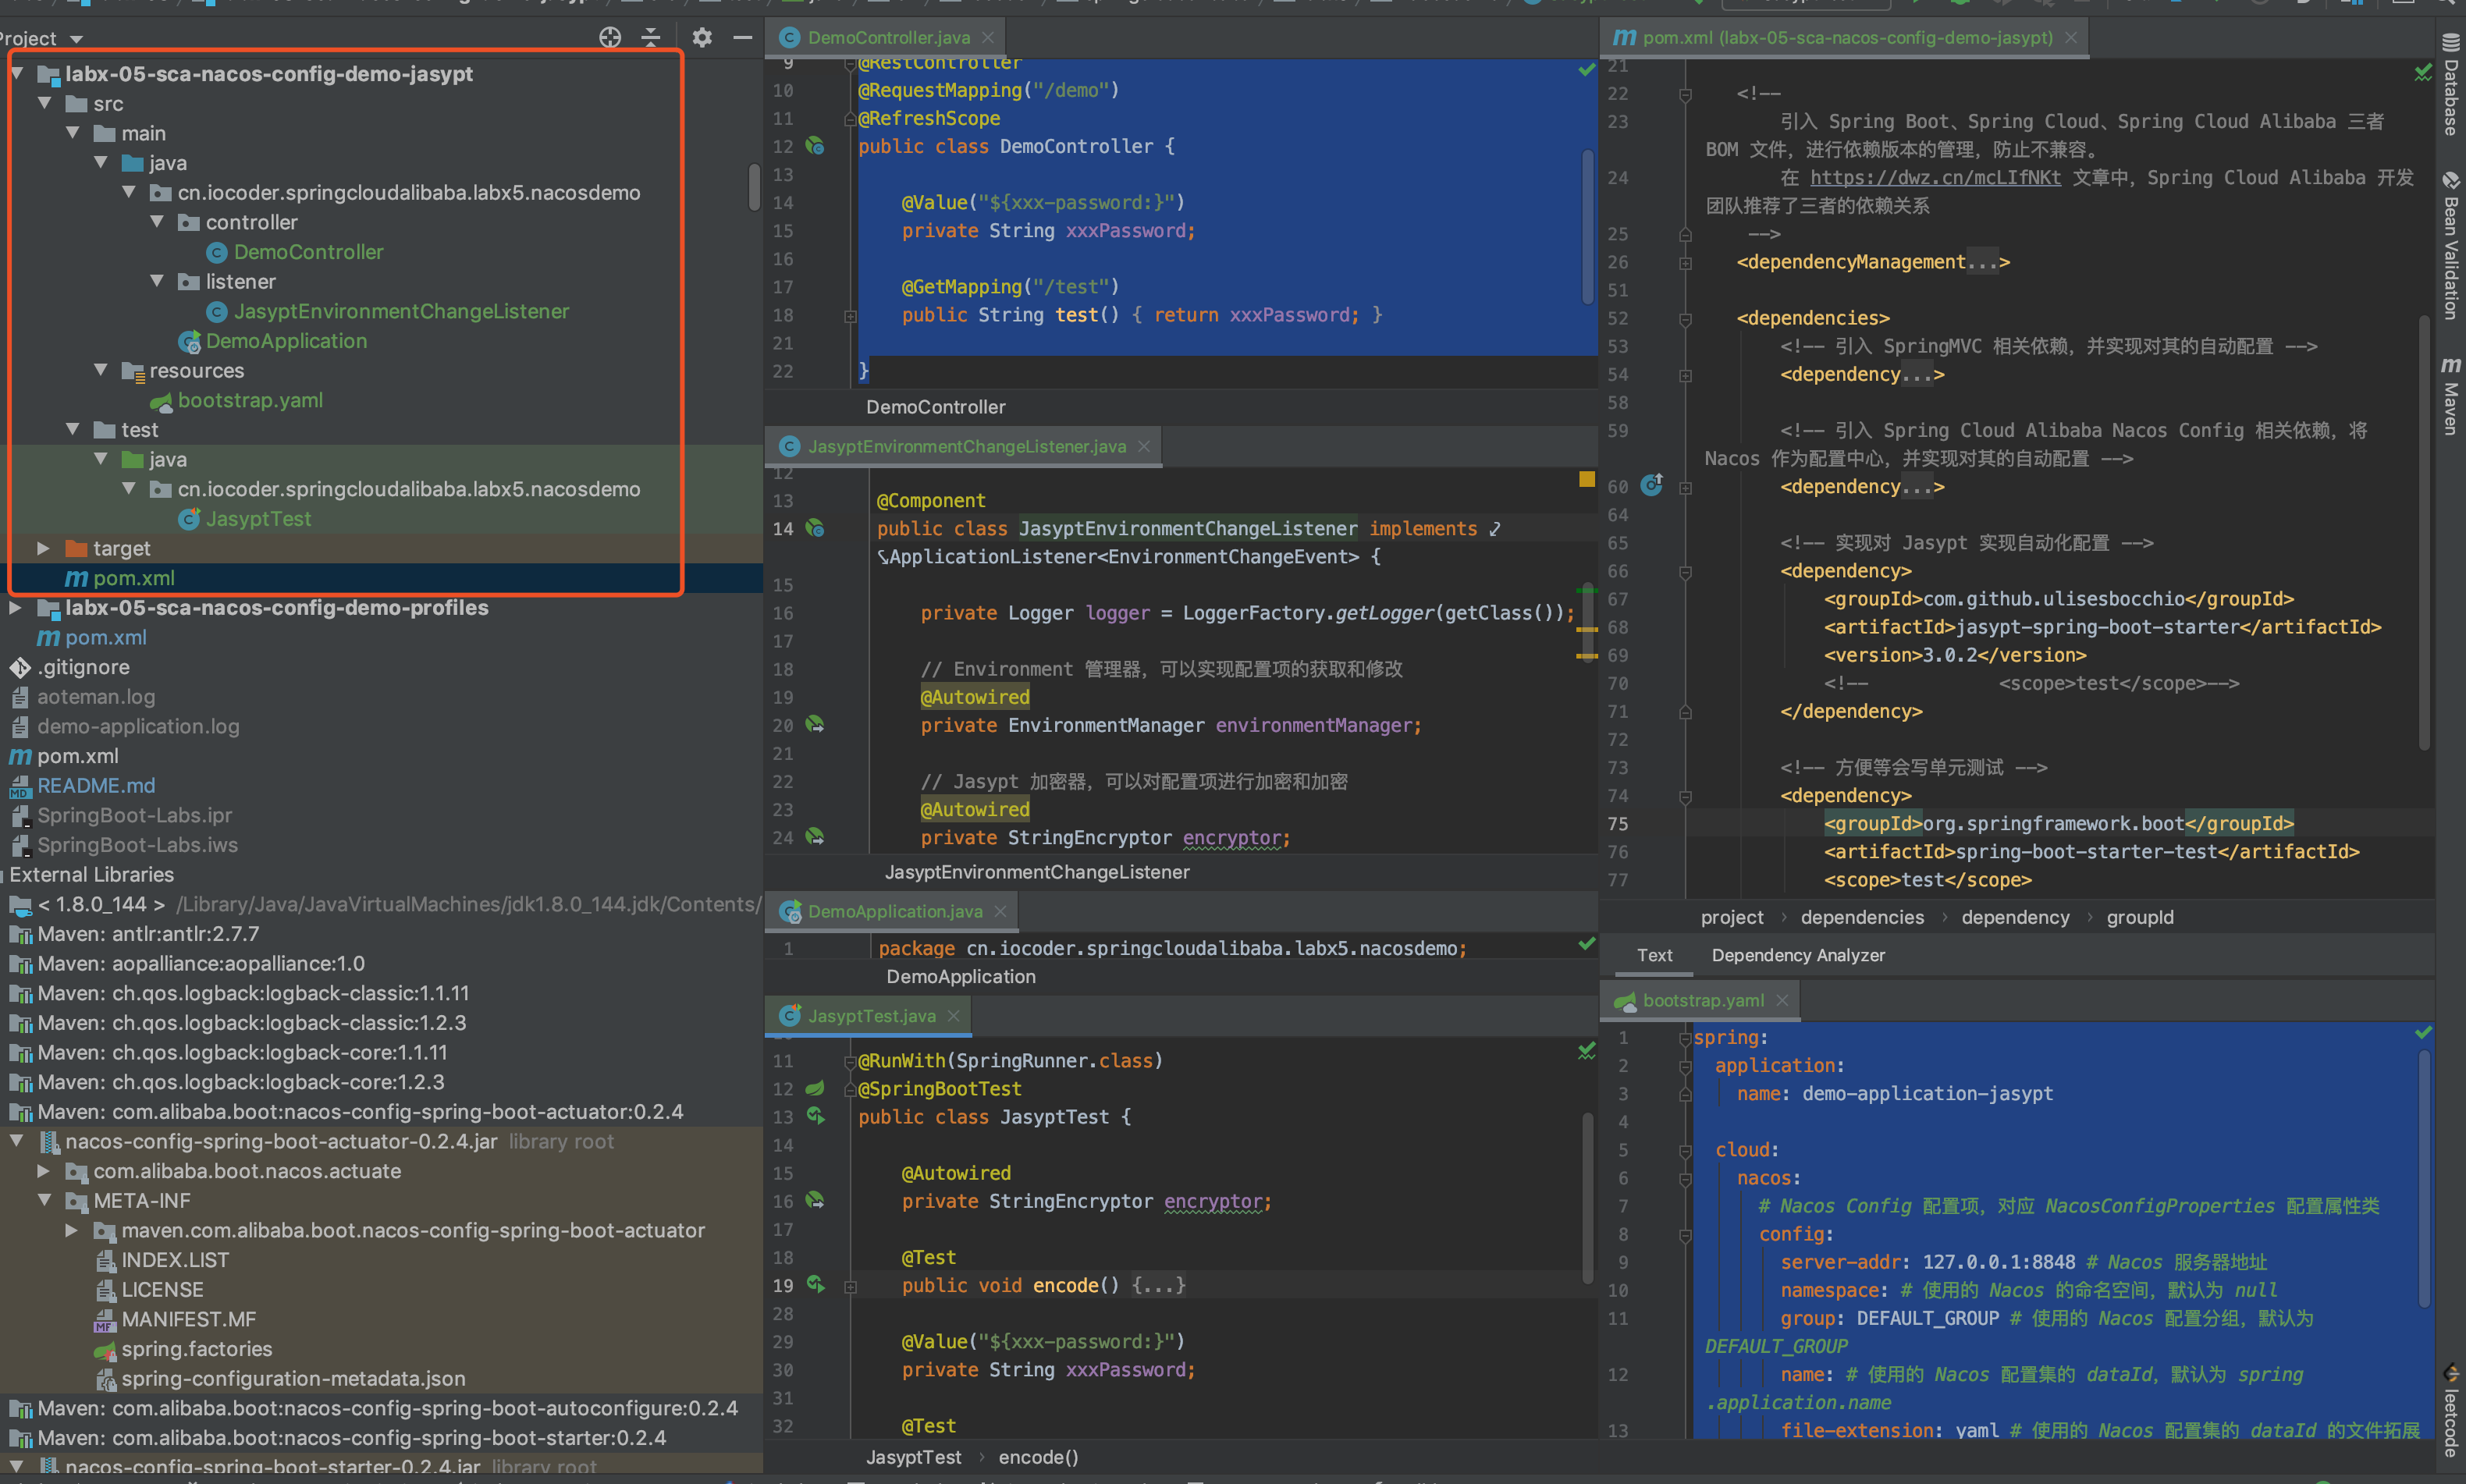 Project
labx-05-sca-nacos-config-demo-jasypt
src
main
java
cn.iocoder.springcloudalibaba.labx5.nacosdemo
controller
DemoController
listener
JasyptEnvironmentChangeListener
DemoApplication
resources
bootstrap.yaml
test
java
cn.iocoder.springcloudalibaba.labx5.nacosdemo
JasyptTest
target
pom.xml
labx-05-sca-nacos-config-demo-profiles
pom.xml
.gitignore
aoteman.log
demo-application.log
pom.xml
README.md
SpringBoot-Labs.ipr
SpringBoot-Labs.iws
External Libraries
< 1.8.0_144 > /Library/Java/JavaVirtualMachines/jdk1.8.0_144.jdk/Contents/
Maven: antlr:antlr:2.7.7
Maven: aopalliance:aopalliance:1.0
Maven: ch.qos.logback:logback-classic:1.1.11
Maven: ch.qos.logback:logback-classic:1.2.3
Maven: ch.qos.logback:logback-core:1.1.11
Maven: ch.qos.logback:logback-core:1.2.3
Maven: com.alibaba.boot:nacos-config-spring-boot-actuator:0.2.4
nacos-config-spring-boot-actuator-0.2.4.jar library root
com.alibaba.boot.nacos.actuate
META-INF
maven.com.alibaba.boot.nacos-config-spring-boot-actuator
INDEX.LIST
LICENSE
MANIFEST.MF
spring.factories
spring-configuration-metadata.json
Maven: com.alibaba.boot:nacos-config-spring-boot-autoconfigure:0.2.4
Maven: com.alibaba.boot:nacos-config-spring-boot-starter:0.2.4
nacos-config-spring-boot-starter-0.2.4.jar library root
DemoController.java
9 @RestController
10 @RequestMapping("/demo")
11 @RefreshScope
12 public class DemoController {
13
14 @Value("${xxx-password:}")
15 private String xxxPassword;
16
17 @GetMapping("/test")
18 public String test() { return xxxPassword; }
21
22 }
DemoController
JasyptEnvironmentChangeListener.java
12
13 @Component
14 public class JasyptEnvironmentChangeListener implements
ApplicationListener<EnvironmentChangeEvent> {
15
16 private Logger logger = LoggerFactory.getLogger(getClass());
17
18 // Environment 管理器，可以实现配置项的获取和修改
19 @Autowired
20 private EnvironmentManager environmentManager;
21
22 // Jasypt 加密器，可以对配置项进行加密和加密
23 @Autowired
24 private StringEncryptor encryptor;
JasyptEnvironmentChangeListener
DemoApplication.java
1 package cn.iocoder.springcloudalibaba.labx5.nacosdemo;
DemoApplication
JasyptTest.java
11 @RunWith(SpringRunner.class)
12 @SpringBootTest
13 public class JasyptTest {
14
15 @Autowired
16 private StringEncryptor encryptor;
17
18 @Test
19 public void encode() {...}
28
29 @Value("${xxx-password:}")
30 private String xxxPassword;
31
32 @Test
JasyptTest › encode()
pom.xml (labx-05-sca-nacos-config-demo-jasypt)
21
22 <!--
23 引入 Spring Boot、Spring Cloud、Spring Cloud Alibaba 三者
BOM 文件，进行依赖版本的管理，防止不兼容。
24 在 https://dwz.cn/mcLIfNKt 文章中，Spring Cloud Alibaba 开发
团队推荐了三者的依赖关系
25 -->
26 <dependencyManagement...>
51
52 <dependencies>
53 <!-- 引入 SpringMVC 相关依赖，并实现对其的自动配置 -->
54 <dependency...>
58
59 <!-- 引入 Spring Cloud Alibaba Nacos Config 相关依赖，将
Nacos 作为配置中心，并实现对其的自动配置 -->
60 <dependency...>
64
65 <!-- 实现对 Jasypt 实现自动化配置 -->
66 <dependency>
67 <groupId>com.github.ulisesbocchio</groupId>
68 <artifactId>jasypt-spring-boot-starter</artifactId>
69 <version>3.0.2</version>
70 <!-- <scope>test</scope>-->
71 </dependency>
72
73 <!-- 方便等会写单元测试 -->
74 <dependency>
75 <groupId>org.springframework.boot</groupId>
76 <artifactId>spring-boot-starter-test</artifactId>
77 <scope>test</scope>
project › dependencies › dependency › groupId
Text Dependency Analyzer
bootstrap.yaml
1 spring:
2 application:
3 name: demo-application-jasypt
4
5 cloud:
6 nacos:
7 # Nacos Config 配置项，对应 NacosConfigProperties 配置属性类
8 config:
9 server-addr: 127.0.0.1:8848 # Nacos 服务器地址
10 namespace: # 使用的 Nacos 的命名空间，默认为 null
11 group: DEFAULT_GROUP # 使用的 Nacos 配置分组，默认为
DEFAULT_GROUP
12 name: # 使用的 Nacos 配置集的 dataId，默认为 spring
.application.name
13 file-extension: yaml # 使用的 Nacos 配置集的 dataId 的文件拓展
Database
Bean Validation
Maven
leetcode